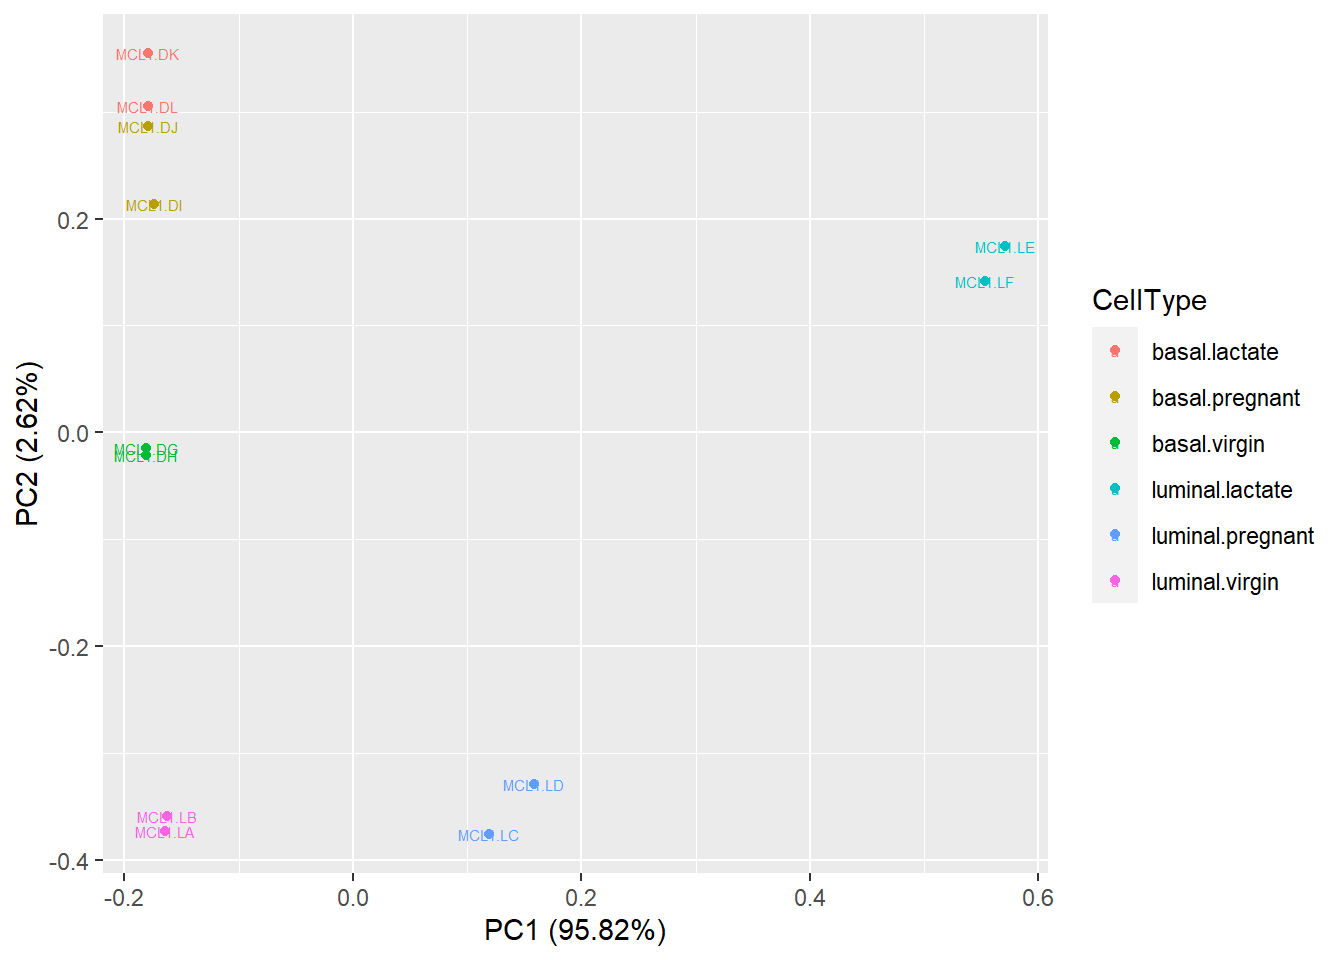 MCL1.DK
MCL1.DL
MCL1.DJ
MCL1.DI
0.2
MCL1.LE
MCL1.LF
CellType
basal.lactate
basal.pregnant
basal.virgin
luminal.lactate
luminal.pregnant
luminal.virgin
PC2 (2.62%)
0.0
MCL1.DG
MCL1.DH
-0.2
MCL1.LD
MCL1.LB
MCL1.LA
MCL1.LC
-0.4
-0.2 0.0 0.2 0.4 0.6
PC1 (95.82%)